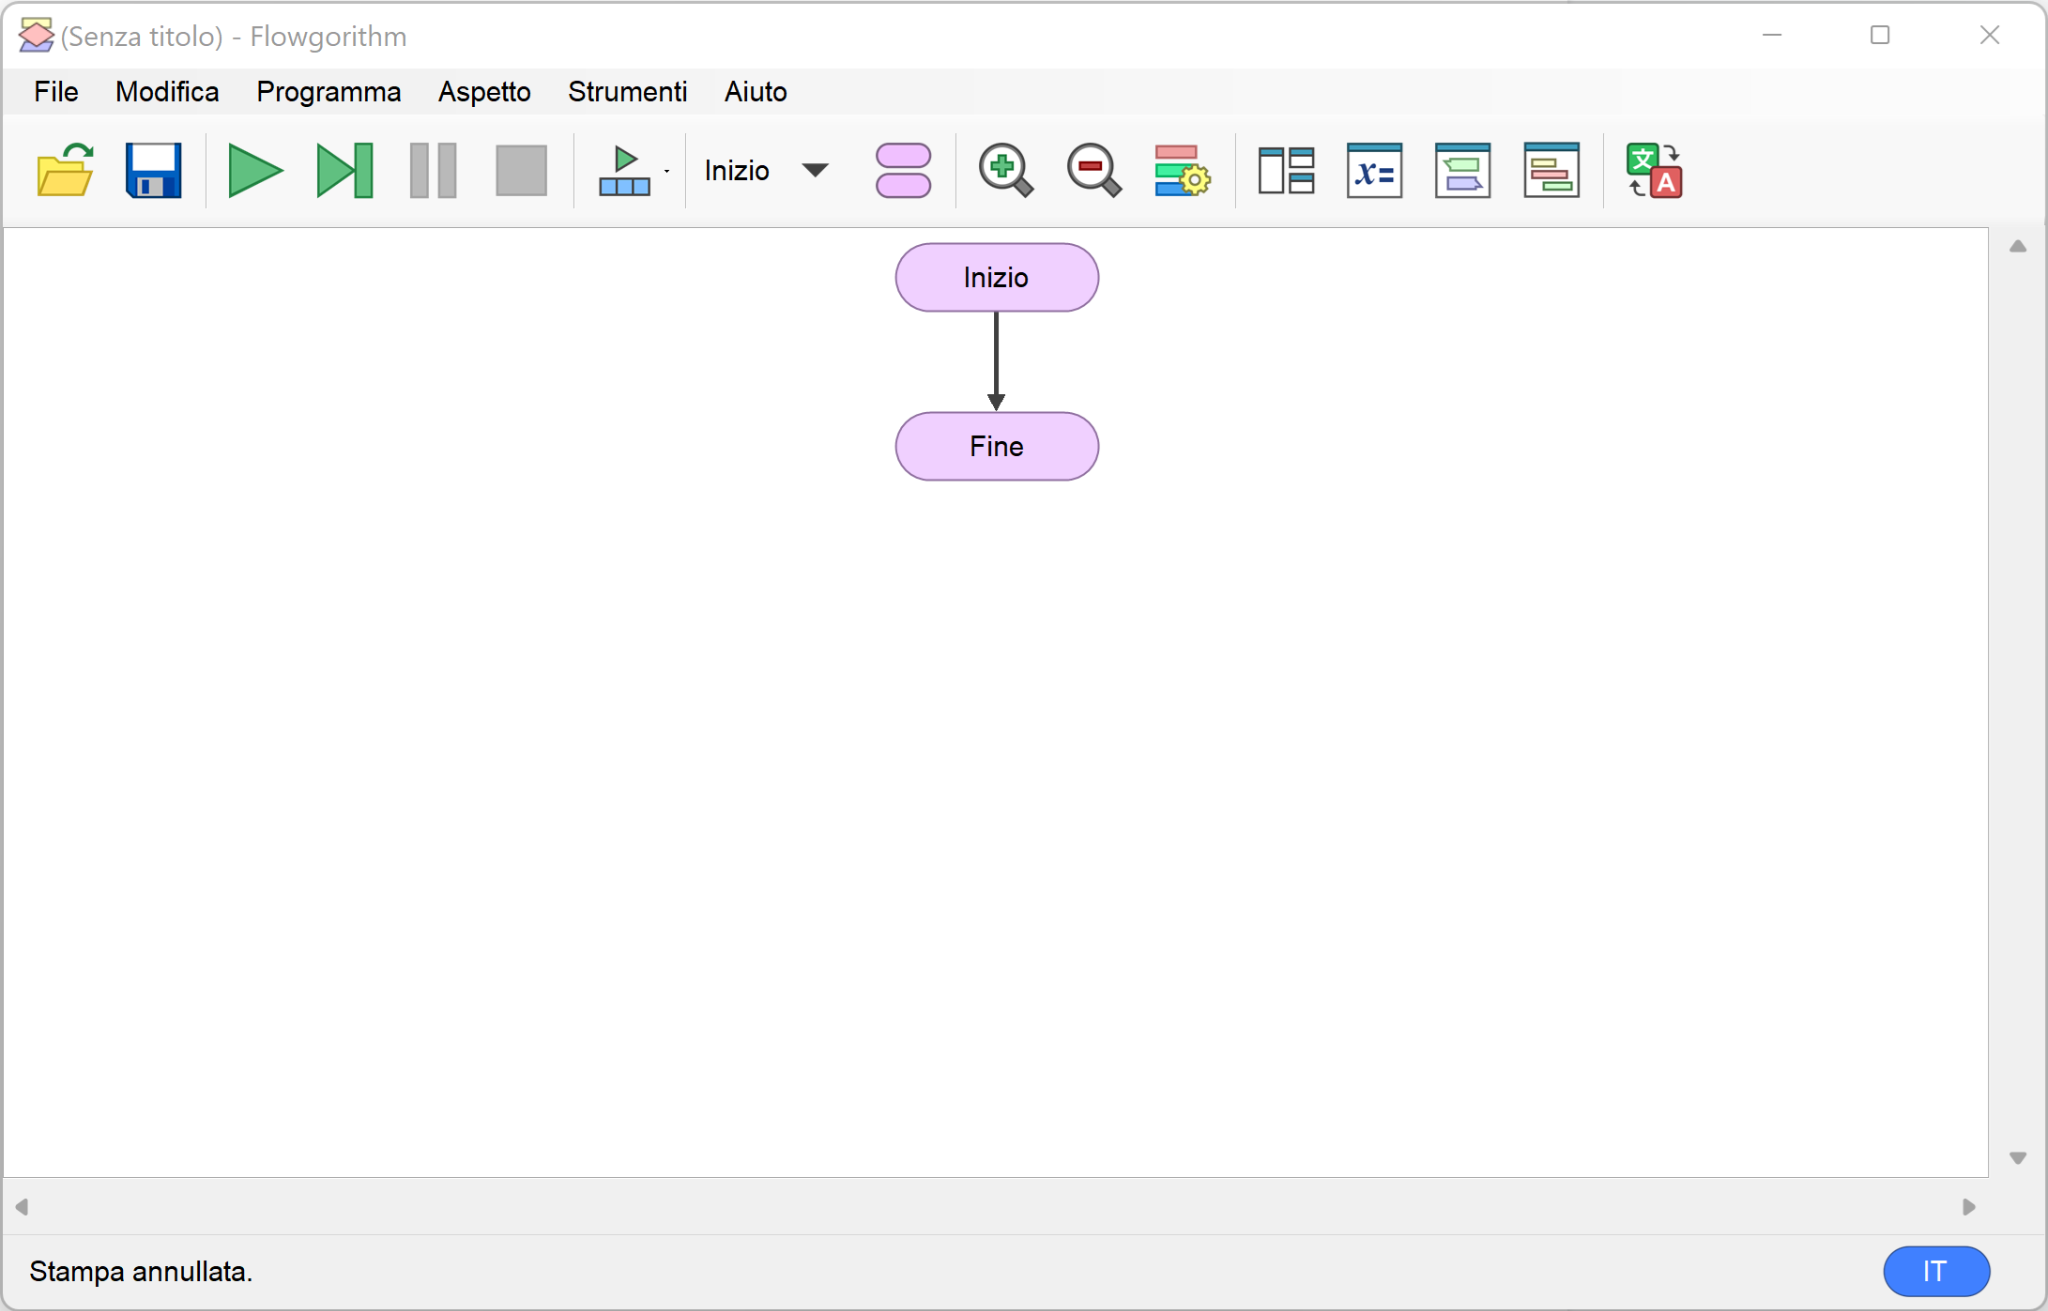 (Senza titolo) - Flowgorithm
File Modifica Programma Aspetto Strumenti Aiuto
Inizio x= 文 A
Inizio
Fine
Stampa annullata. IT